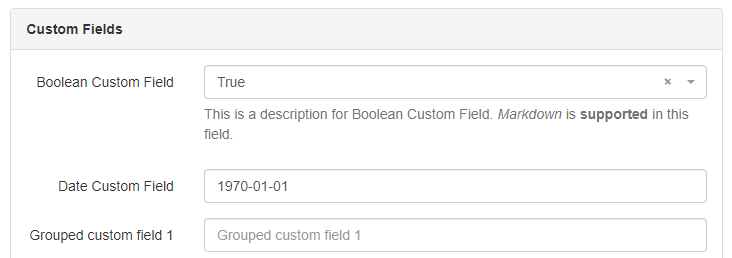 Custom Fields
Boolean Custom Field
True
× 
This is a description for Boolean Custom Field. Markdown is supported in this
field.
Date Custom Field
1970-01-01
Grouped custom field 1
Grouped custom field 1